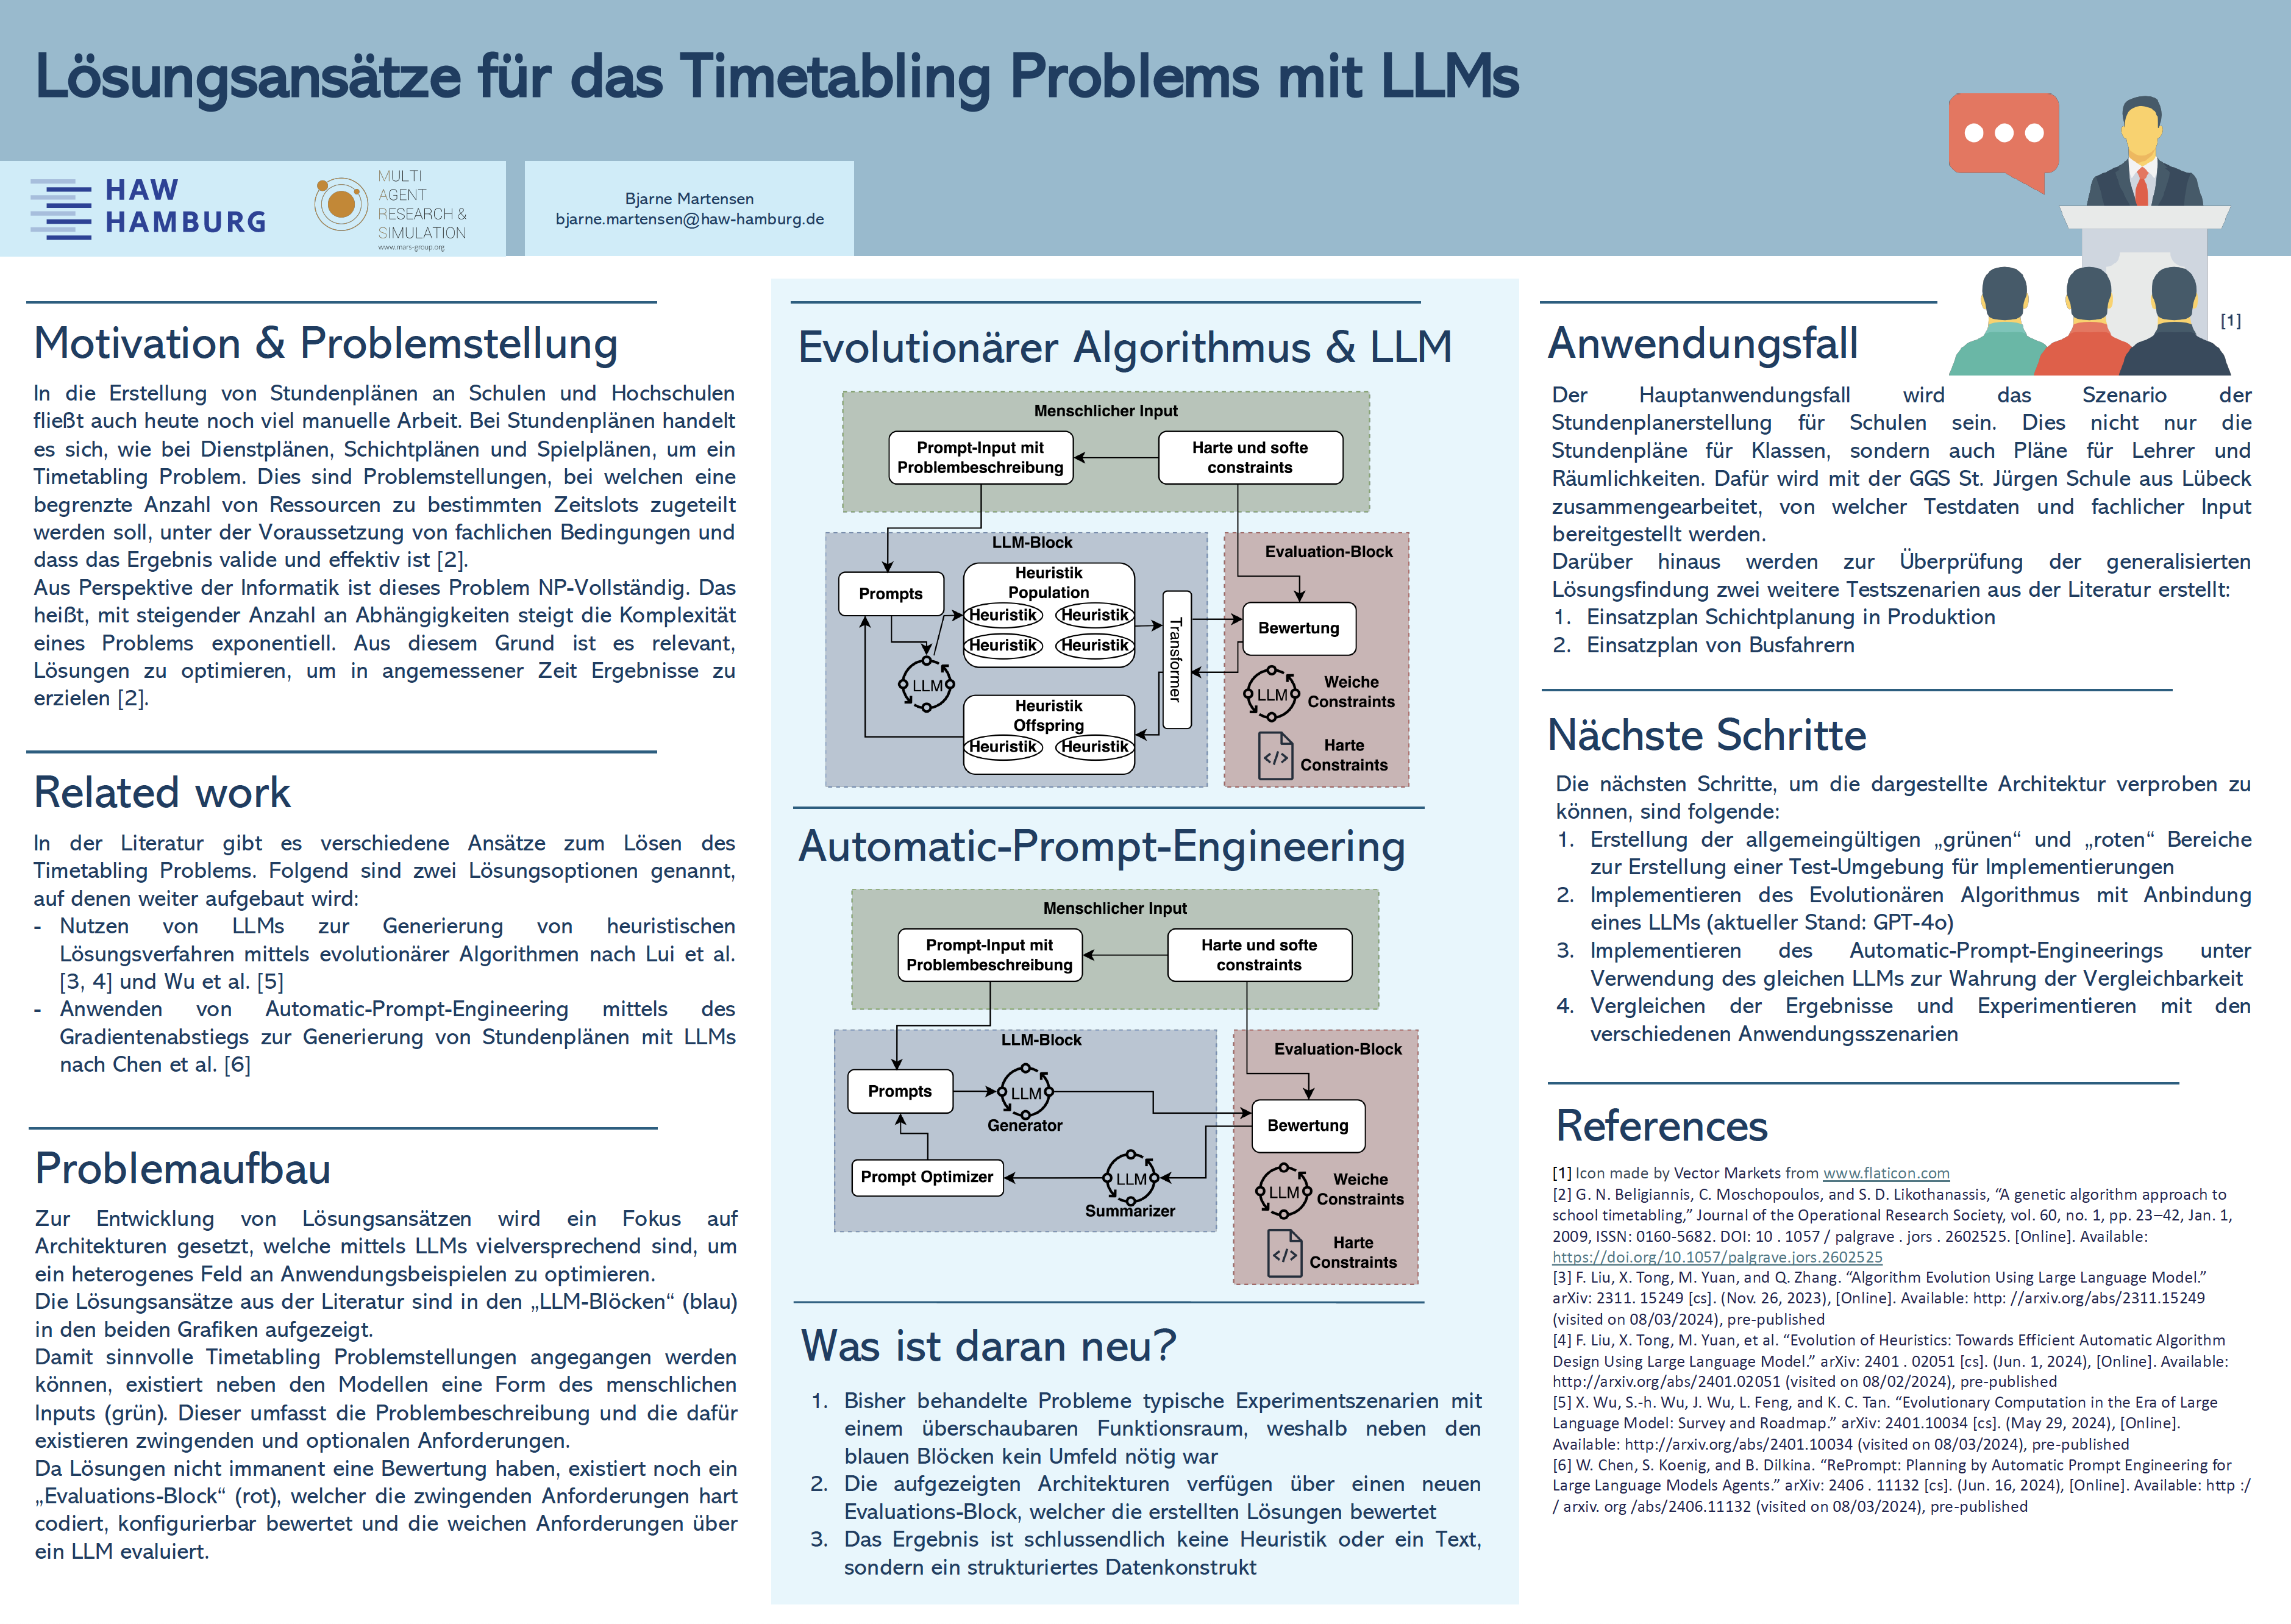 Lösungsansätze für das Timetabling Problems mit LLMs
HAW
HAMBURG
MULTI
AGENT
RESEARCH &
SIMULATION
www.mars-group.org
Bjarne Martensen
bjarne.martensen@haw-hamburg.de
[1]
Motivation & Problemstellung
In die Erstellung von Stundenplänen an Schulen und Hochschulen
fließt auch heute noch viel manuelle Arbeit. Bei Stundenplänen handelt
es sich, wie bei Dienstplänen, Schichtplänen und Spielplänen, um ein
Timetabling Problem. Dies sind Problemstellungen, bei welchen eine
begrenzte Anzahl von Ressourcen zu bestimmten Zeitslots zugeteilt
werden soll, unter der Voraussetzung von fachlichen Bedingungen und
dass das Ergebnis valide und effektiv ist [2].
Aus Perspektive der Informatik ist dieses Problem NP-Vollständig. Das
heißt, mit steigender Anzahl an Abhängigkeiten steigt die Komplexität
eines Problems exponentiell. Aus diesem Grund ist es relevant,
Lösungen zu optimieren, um in angemessener Zeit Ergebnisse zu
erzielen [2].
Related work
In der Literatur gibt es verschiedene Ansätze zum Lösen des
Timetabling Problems. Folgend sind zwei Lösungsoptionen genannt,
auf denen weiter aufgebaut wird:
- Nutzen von LLMs zur Generierung von heuristischen
Lösungsverfahren mittels evolutionärer Algorithmen nach Lui et al.
[3, 4] und Wu et al. [5]
- Anwenden von Automatic-Prompt-Engineering mittels des
Gradientenabstiegs zur Generierung von Stundenplänen mit LLMs
nach Chen et al. [6]
Problemaufbau
Zur Entwicklung von Lösungsansätzen wird ein Fokus auf
Architekturen gesetzt, welche mittels LLMs vielversprechend sind, um
ein heterogenes Feld an Anwendungsbeispielen zu optimieren.
Die Lösungsansätze aus der Literatur sind in den „LLM-Blöcken“ (blau)
in den beiden Grafiken aufgezeigt.
Damit sinnvolle Timetabling Problemstellungen angegangen werden
können, existiert neben den Modellen eine Form des menschlichen
Inputs (grün). Dieser umfasst die Problembeschreibung und die dafür
existieren zwingenden und optionalen Anforderungen.
Da Lösungen nicht immanent eine Bewertung haben, existiert noch ein
„Evaluations-Block“ (rot), welcher die zwingenden Anforderungen hart
codiert, konfigurierbar bewertet und die weichen Anforderungen über
ein LLM evaluiert.
Evolutionärer Algorithmus & LLM
Menschlicher Input
Prompt-Input mit
Problembeschreibung
Harte und softe
constraints
LLM-Block
Evaluation-Block
Prompts
Heuristik
Population
Heuristik Heuristik
Heuristik Heuristik
LLM
Transformer
Bewertung
Heuristik
Offspring
Heuristik Heuristik
LLM
Weiche
Constraints
</>
Harte
Constraints
Automatic-Prompt-Engineering
Menschlicher Input
Prompt-Input mit
Problembeschreibung
Harte und softe
constraints
LLM-Block
Evaluation-Block
Prompts
LLM
Generator
Bewertung
Prompt Optimizer
LLM
Summarizer
LLM
Weiche
Constraints
</>
Harte
Constraints
Was ist daran neu?
1. Bisher behandelte Probleme typische Experimentszenarien mit
einem überschaubaren Funktionsraum, weshalb neben den
blauen Blöcken kein Umfeld nötig war
2. Die aufgezeigten Architekturen verfügen über einen neuen
Evaluations-Block, welcher die erstellten Lösungen bewertet
3. Das Ergebnis ist schlussendlich keine Heuristik oder ein Text,
sondern ein strukturiertes Datenkonstrukt
Anwendungsfall
Der Hauptanwendungsfall wird das Szenario der
Stundenplanerstellung für Schulen sein. Dies nicht nur die
Stundenpläne für Klassen, sondern auch Pläne für Lehrer und
Räumlichkeiten. Dafür wird mit der GGS St. Jürgen Schule aus Lübeck
zusammengearbeitet, von welcher Testdaten und fachlicher Input
bereitgestellt werden.
Darüber hinaus werden zur Überprüfung der generalisierten
Lösungsfindung zwei weitere Testszenarien aus der Literatur erstellt:
1. Einsatzplan Schichtplanung in Produktion
2. Einsatzplan von Busfahrern
Nächste Schritte
Die nächsten Schritte, um die dargestellte Architektur verproben zu
können, sind folgende:
1. Erstellung der allgemeingültigen „grünen“ und „roten“ Bereiche
zur Erstellung einer Test-Umgebung für Implementierungen
2. Implementieren des Evolutionären Algorithmus mit Anbindung
eines LLMs (aktueller Stand: GPT-4o)
3. Implementieren des Automatic-Prompt-Engineerings unter
Verwendung des gleichen LLMs zur Wahrung der Vergleichbarkeit
4. Vergleichen der Ergebnisse und Experimentieren mit den
verschiedenen Anwendungsszenarien
References
[1] Icon made by Vector Markets from www.flaticon.com
[2] G. N. Beligiannis, C. Moschopoulos, and S. D. Likothanassis, “A genetic algorithm approach to
school timetabling,” Journal of the Operational Research Society, vol. 60, no. 1, pp. 23–42, Jan. 1,
2009, ISSN: 0160-5682. DOI: 10 . 1057 / palgrave . jors . 2602525. [Online]. Available:
https://doi.org/10.1057/palgrave.jors.2602525
[3] F. Liu, X. Tong, M. Yuan, and Q. Zhang. “Algorithm Evolution Using Large Language Model.”
arXiv: 2311. 15249 [cs]. (Nov. 26, 2023), [Online]. Available: http: //arxiv.org/abs/2311.15249
(visited on 08/03/2024), pre-published
[4] F. Liu, X. Tong, M. Yuan, et al. “Evolution of Heuristics: Towards Efficient Automatic Algorithm
Design Using Large Language Model.” arXiv: 2401 . 02051 [cs]. (Jun. 1, 2024), [Online]. Available:
http://arxiv.org/abs/2401.02051 (visited on 08/02/2024), pre-published
[5] X. Wu, S.-h. Wu, J. Wu, L. Feng, and K. C. Tan. “Evolutionary Computation in the Era of Large
Language Model: Survey and Roadmap.” arXiv: 2401.10034 [cs]. (May 29, 2024), [Online].
Available: http://arxiv.org/abs/2401.10034 (visited on 08/03/2024), pre-published
[6] W. Chen, S. Koenig, and B. Dilkina. “RePrompt: Planning by Automatic Prompt Engineering for
Large Language Models Agents.” arXiv: 2406 . 11132 [cs]. (Jun. 16, 2024), [Online]. Available: http :/
/ arxiv. org /abs/2406.11132 (visited on 08/03/2024), pre-published